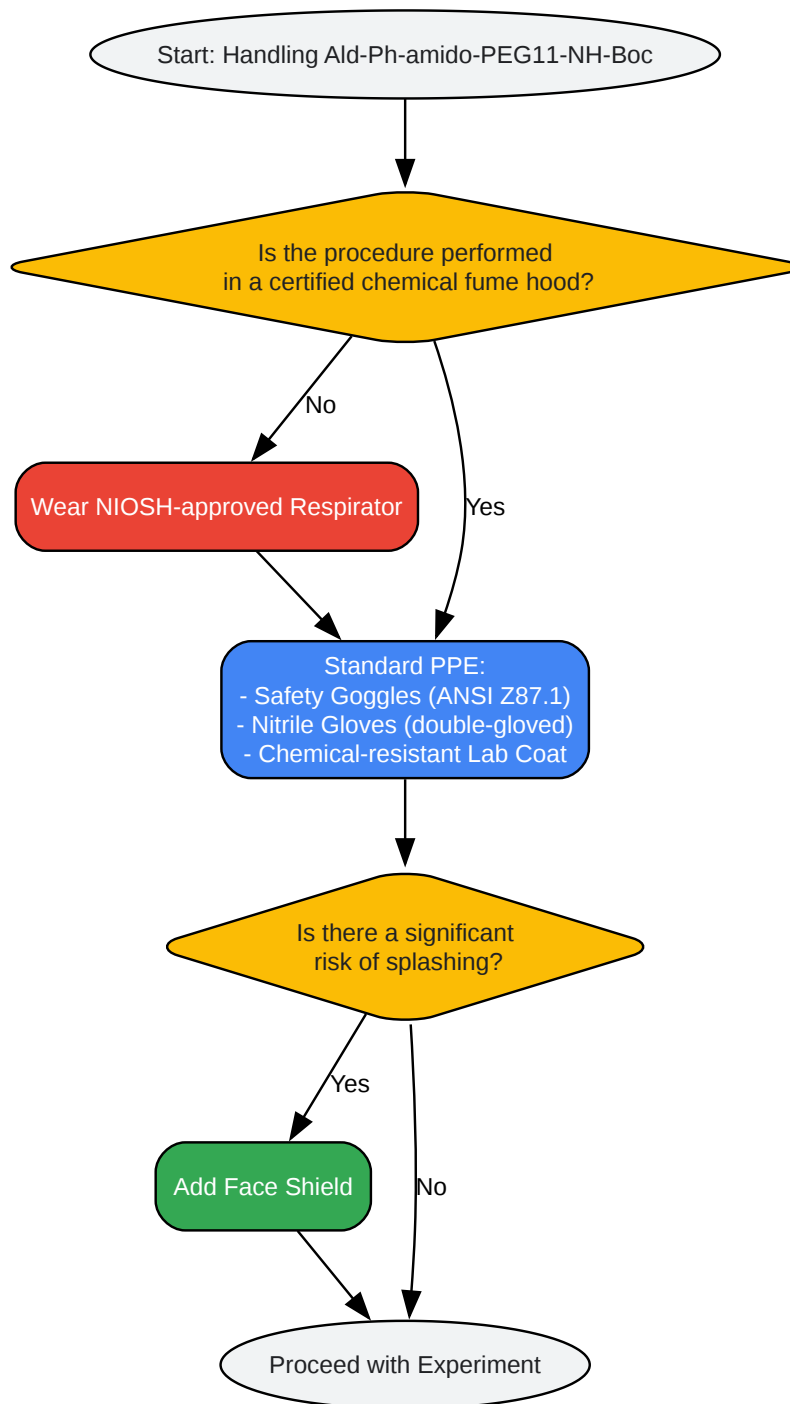 Start: Handling Ald-Ph-amido-PEG11-NH-Boc
Is the procedure performed
in a certified chemical fume hood?
No
Wear NIOSH-approved Respirator
Yes
Standard PPE:
- Safety Goggles (ANSI Z87.1)
- Nitrile Gloves (double-gloved)
- Chemical-resistant Lab Coat
Is there a significant
risk of splashing?
Yes
Add Face Shield
No
Proceed with Experiment